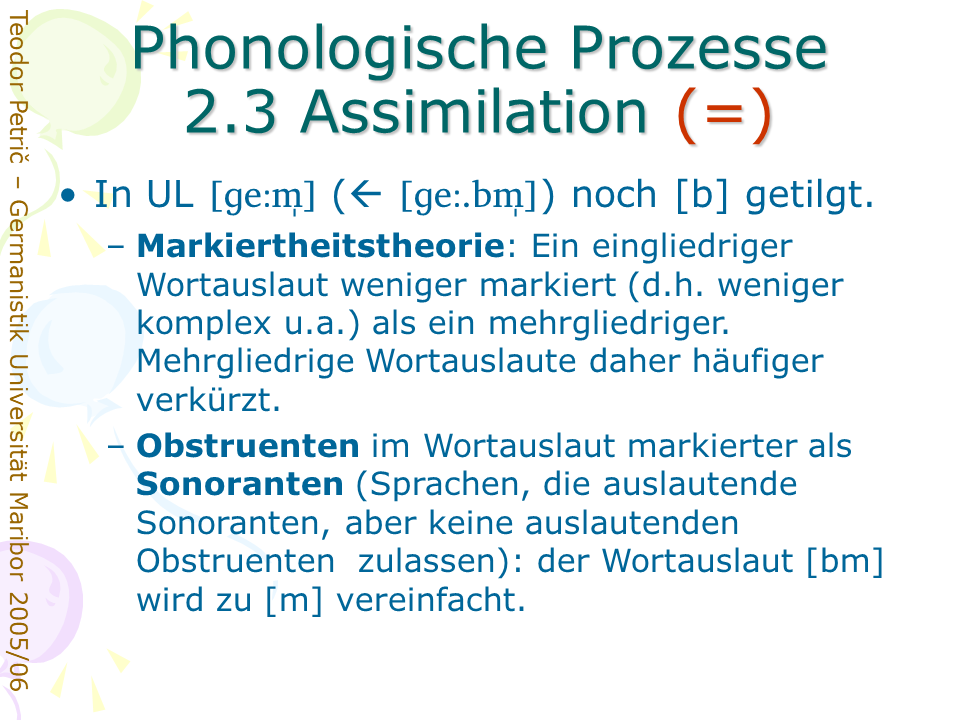 Phonologische Prozesse
2.3 Assimilation (=)
• In UL [ɡeːm̩] (← [ɡeː.bm̩]) noch [b] getilgt.
– Markiertheitstheorie: Ein eingliedriger
Wortauslaut weniger markiert (d.h. weniger
komplex u.a.) als ein mehrgliedriger.
Mehrgliedrige Wortauslaute daher häufiger
verkürzt.
– Obstruenten im Wortauslaut markierter als
Sonoranten (Sprachen, die auslautende
Sonoranten, aber keine auslautenden
Obstruenten zulassen): der Wortauslaut [bm]
wird zu [m] vereinfacht.
Teodor Petrič – Germanistik Universität Maribor 2005/06